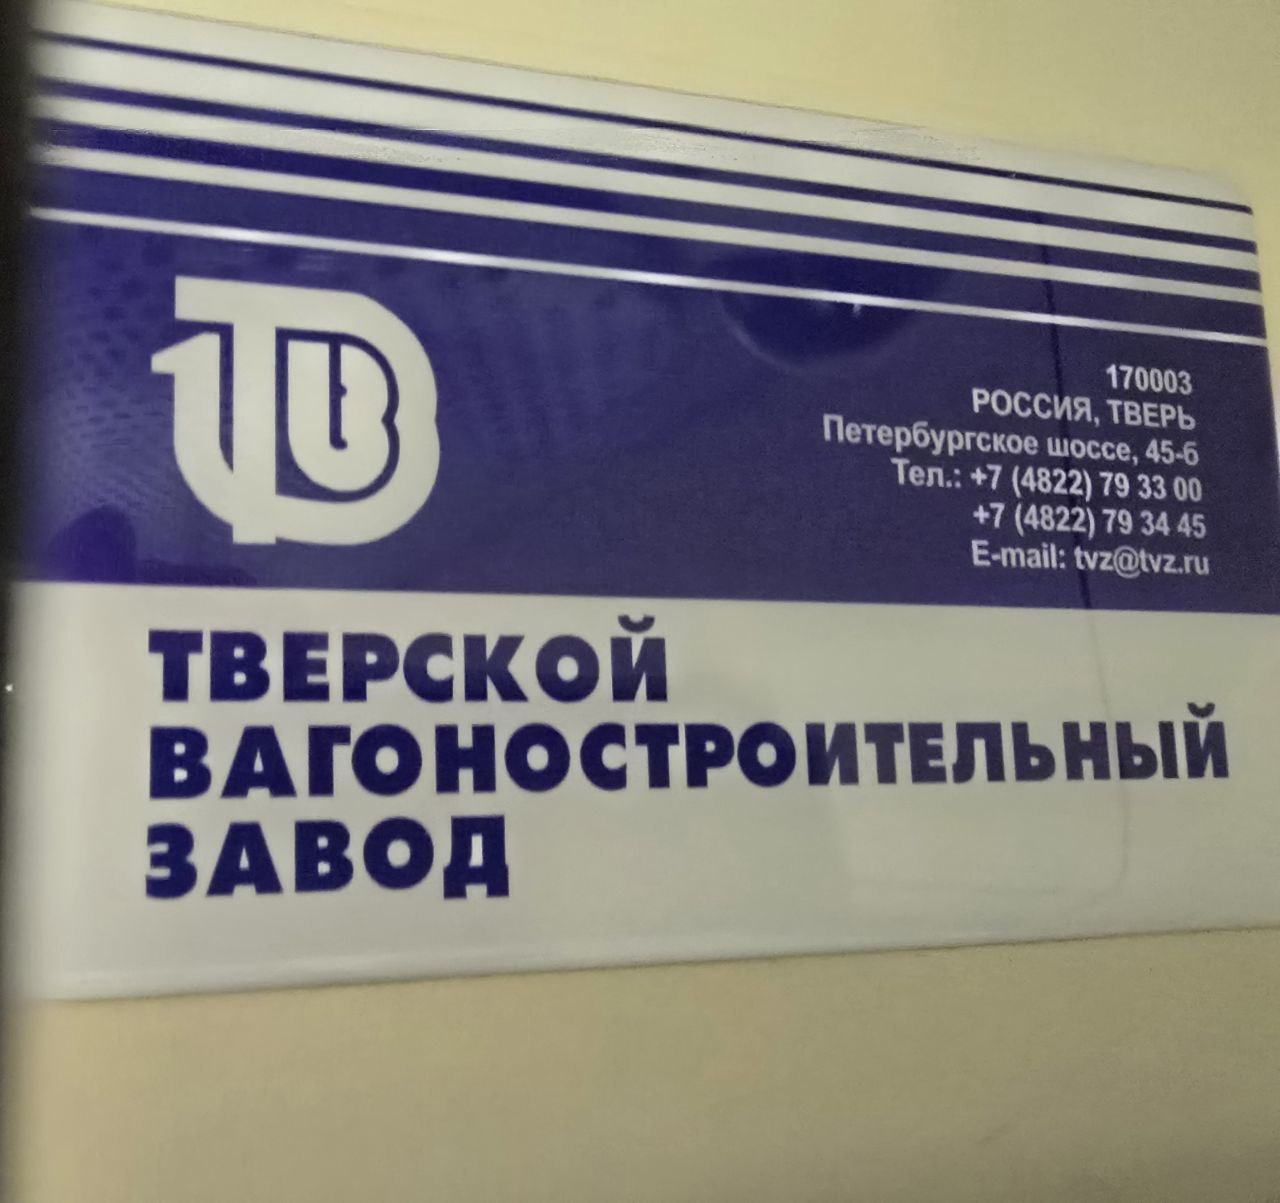 170003
РОССИЯ, ТВЕРЬ
Петербургское шоссе, 45-б
Тел.: +7 (4822) 79 33 00
+7 (4822) 79 34 45
E-mail: tvz@tvz.ru
ТВЕРСКОЙ
ВАГОНОСТРОИТЕЛЬНЫЙ
ЗАВОД